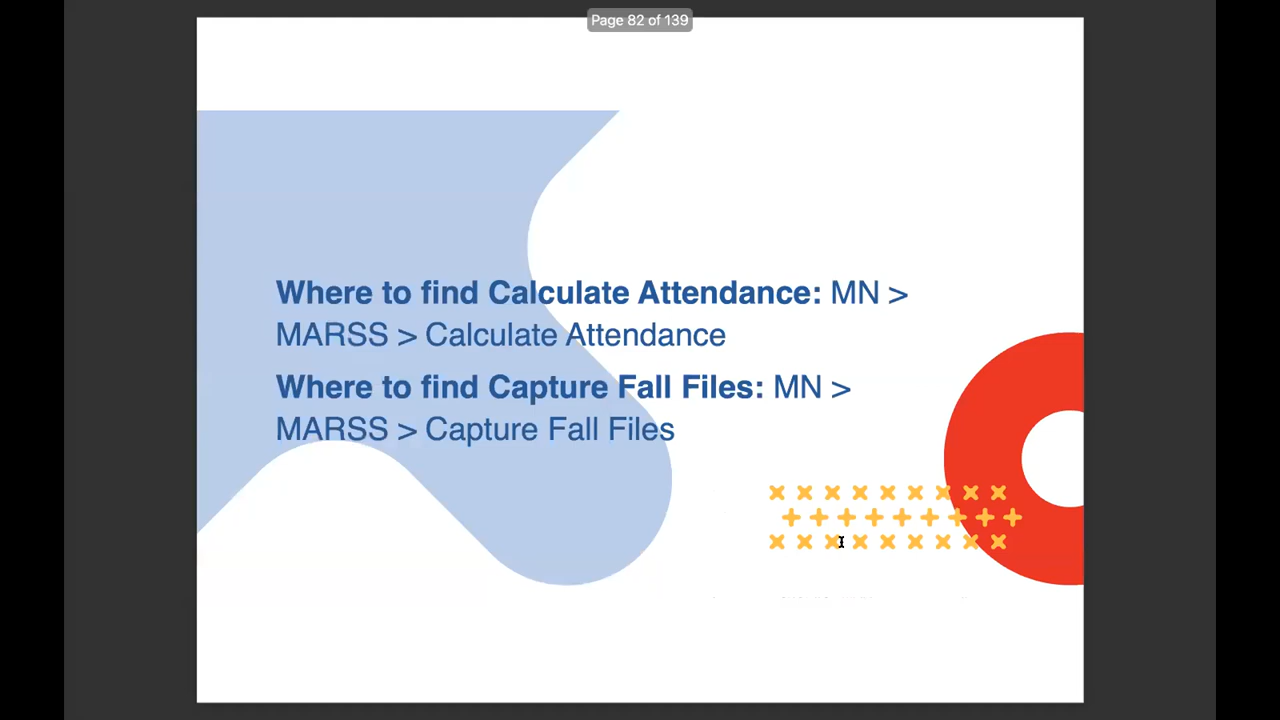 Page 82 of 139
Where to find Calculate Attendance: MN >
MARSS > Calculate Attendance
Where to find Capture Fall Files: MN >
MARSS > Capture Fall Files